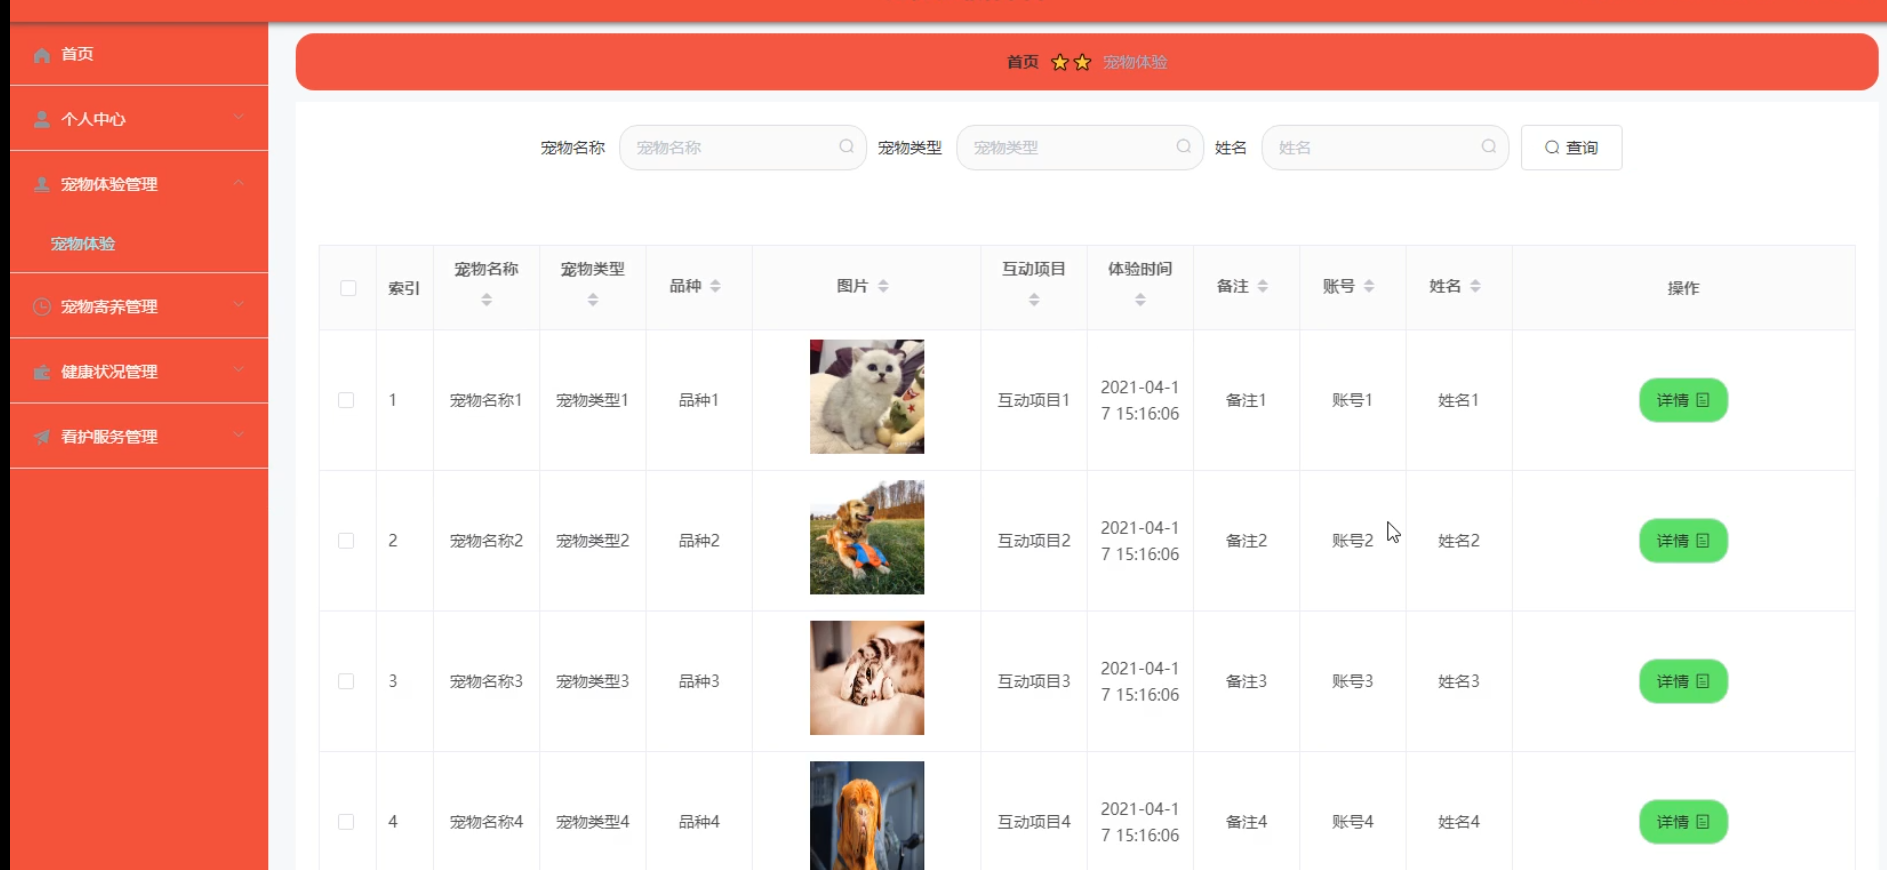 首页
个人中心
宠物体验管理
宠物体验
宠物寄养管理
健康状况管理
看护服务管理
首页 宠物体验
宠物名称 宠物名称 宠物类型 宠物类型 姓名 姓名 查询
索引 宠物名称 宠物类型 品种 图片 互动项目 体验时间 备注 账号 姓名 操作
1 宠物名称1 宠物类型1 品种1 互动项目1 2021-04-1
7 15:16:06 备注1 账号1 姓名1 详情
2 宠物名称2 宠物类型2 品种2 互动项目2 2021-04-1
7 15:16:06 备注2 账号2 姓名2 详情
3 宠物名称3 宠物类型3 品种3 互动项目3 2021-04-1
7 15:16:06 备注3 账号3 姓名3 详情
4 宠物名称4 宠物类型4 品种4 互动项目4 2021-04-1
7 15:16:06 备注4 账号4 姓名4 详情